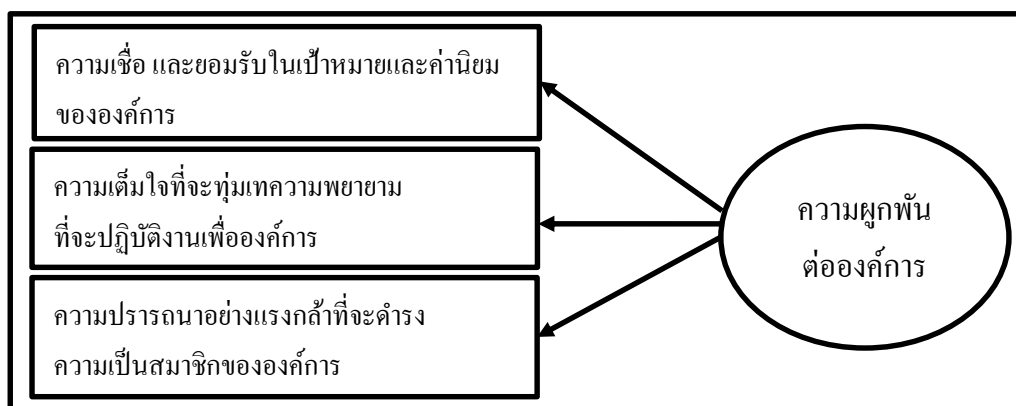 ความเชื่อ และยอมรับในเป้าหมายและค่านิยม
ขององค์การ
ความเต็มใจที่จะทุ่มเทความพยายาม
ที่จะปฏิบัติงานเพื่อองค์การ
ความปรารถนาอย่างแรงกล้าที่จะดำรง
ความเป็นสมาชิกขององค์การ
ความผูกพัน
ต่อองค์การ